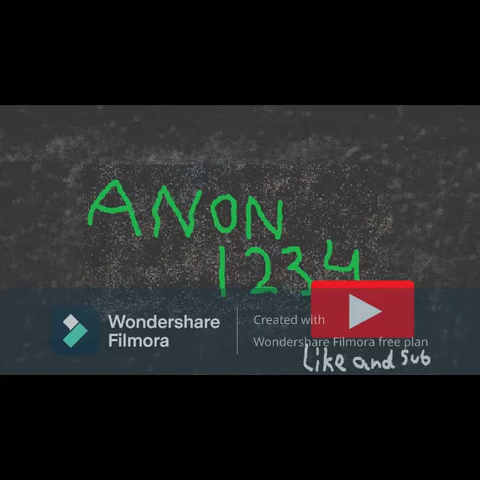 ANON
1234
Wondershare
Filmora
Created with
Wondershare Filmora free plan
Like and sub